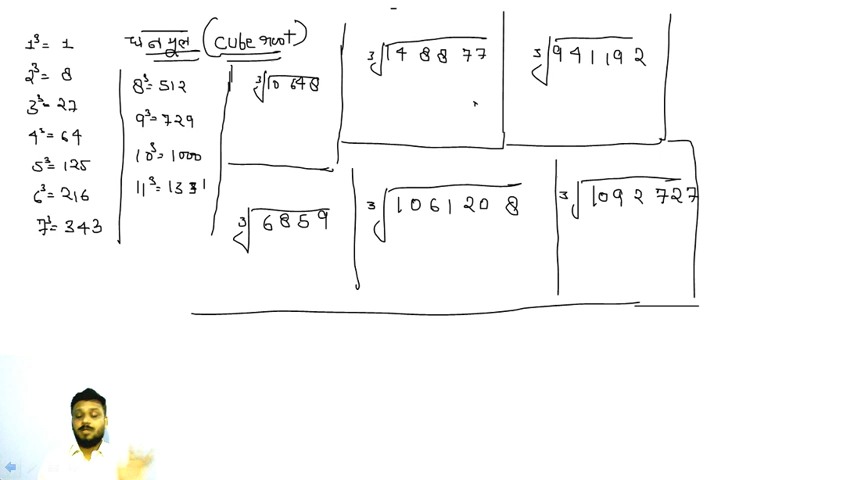 घनमूल (cube root)
1³ = 1
2³ = 8
3³ = 27
4³ = 64
5³ = 125
6³ = 216
7³ = 343
8³ = 512
9³ = 729
10³ = 1000
11³ = 1331
∛10648
∛148877
∛941192
∛6859
∛1061208
∛1092727